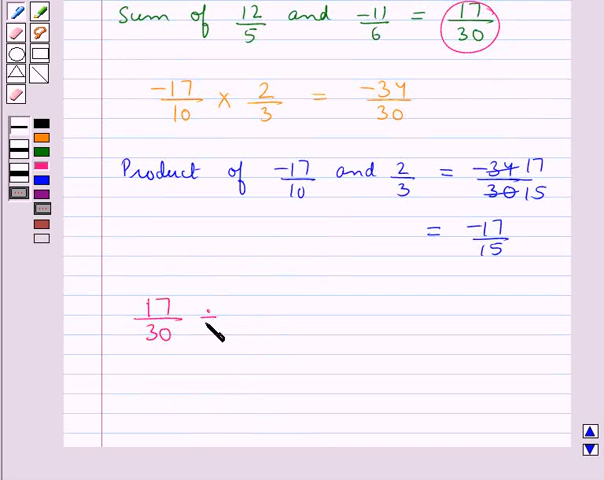 Sum of 12/5 and -11/6 = 17/30
-17/10 × 2/3 = -34/30
Product of -17/10 and 2/3 = -34 17/30 15
= -17/15
17/30 ÷